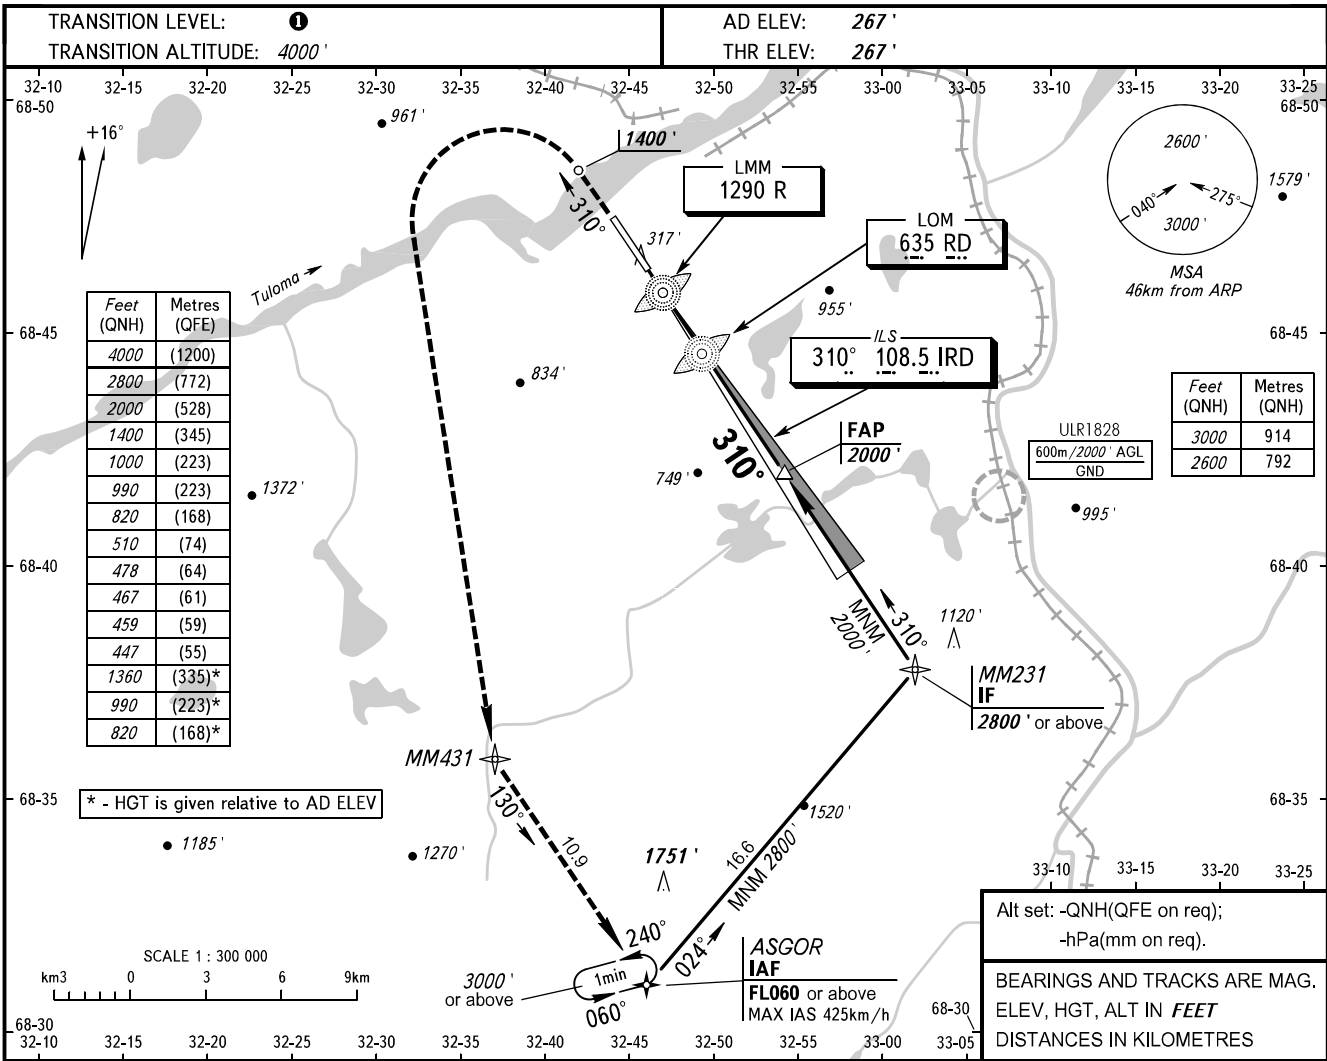 TRANSITION LEVEL: ❶
TRANSITION ALTITUDE: 4000 '
AD ELEV: 267 '
THR ELEV: 267 '
32-10 32-15 32-20 32-25 32-30 32-35 32-40 32-45 32-50 32-55 33-00 33-05 33-10 33-15 33-20 33-25
68-50 68-50
+16°
961 '
1400 '
LMM
1290 R
2600 '
040° 275°
3000 '
MSA
46km from ARP
1579 '
310°
317 '
LOM
635 RD
Tuloma
955 '
Feet (QNH) Metres (QFE)
4000 (1200)
2800 (772)
2000 (528)
1400 (345)
1000 (223)
990 (223)
820 (168)
510 (74)
478 (64)
467 (61)
459 (59)
447 (55)
1360 (335)*
990 (223)*
820 (168)*
68-45 68-45
ILS
310° 108.5 IRD
834 '
Feet (QNH) Metres (QNH)
3000 914
2600 792
310°
FAP
2000 '
ULR1828
600m/2000 ' AGL
GND
749 '
1372 '
995 '
68-40 68-40
MNM
2000 '
310°
1120 '
MM231
IF
2800 ' or above
MM431
* - HGT is given relative to AD ELEV
130°
10.9
68-35 68-35
1520 '
1185 '
1270 '
1751 '
16.6
MNM 2800'
33-10 33-15 33-20 33-25
024°
240°
1min
060°
3000 '
or above
ASGOR
IAF
FL060 or above
MAX IAS 425km/h
SCALE 1 : 300 000
km3 0 3 6 9km
Alt set: -QNH(QFE on req);
-hPa(mm on req).
BEARINGS AND TRACKS ARE MAG.
ELEV, HGT, ALT IN FEET
DISTANCES IN KILOMETRES
68-30 68-30
32-10 32-15 32-20 32-25 32-30 32-35 32-40 32-45 32-50 32-55 33-00 33-05